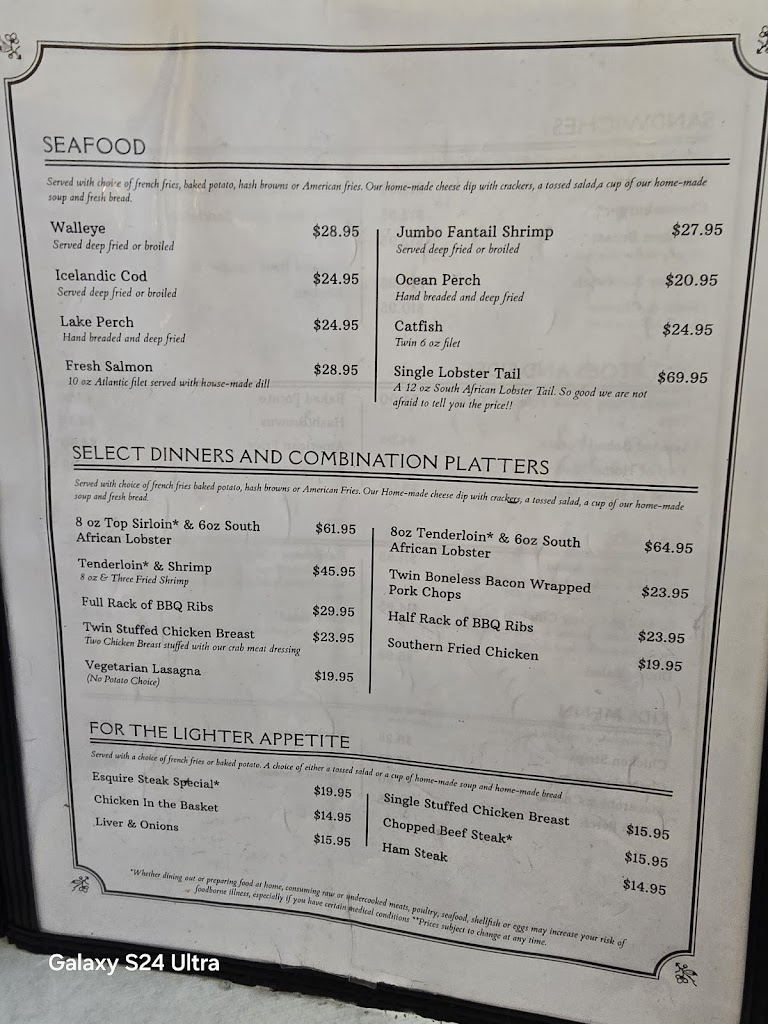 SEAFOOD
Served with choice of french fries, baked potato, hash browns or American fries. Our home-made cheese dip with crackers, a tossed salad,a cup of our home-made
soup and fresh bread.
Walleye $28.95
Served deep fried or broiled
Icelandic Cod $24.95
Served deep fried or broiled
Lake Perch $24.95
Hand breaded and deep fried
Fresh Salmon $28.95
10 oz Atlantic filet served with house-made dill
Jumbo Fantail Shrimp $27.95
Served deep fried or broiled
Ocean Perch $20.95
Hand breaded and deep fried
Catfish $24.95
Twin 6 oz filet
Single Lobster Tail $69.95
A 12 oz South African Lobster Tail. So good we are not
afraid to tell you the price!!
SELECT DINNERS AND COMBINATION PLATTERS
Served with choice of french fries baked potato, hash browns or American Fries. Our Home-made cheese dip with crackers, a tossed salad, a cup of our home-made
soup and fresh bread.
8 oz Top Sirloin* & 6oz South $61.95
African Lobster
Tenderloin* & Shrimp $45.95
8 oz & Three Fried Shrimp
Full Rack of BBQ Ribs $29.95
Twin Stuffed Chicken Breast $23.95
Two Chicken Breast stuffed with our crab meat dressing
Vegetarian Lasagna $19.95
(No Potato Choice)
8oz Tenderloin* & 6oz South $64.95
African Lobster
Twin Boneless Bacon Wrapped $23.95
Pork Chops
Half Rack of BBQ Ribs $23.95
Southern Fried Chicken $19.95
FOR THE LIGHTER APPETITE
Served with a choice of french fries or baked potato. A choice of either a tossed salad or a cup of home-made soup and home-made bread
Esquire Steak Special* $19.95
Chicken In the Basket $14.95
Liver & Onions $15.95
Single Stuffed Chicken Breast $15.95
Chopped Beef Steak* $15.95
Ham Steak $14.95
*Whether dining out or preparing food at home, consuming raw or undercooked meats, poultry, seafood, shellfish or eggs may increase your risk of
foodborne illness, especially if you have certain medical conditions **Prices subject to change at any time.
Galaxy S24 Ultra